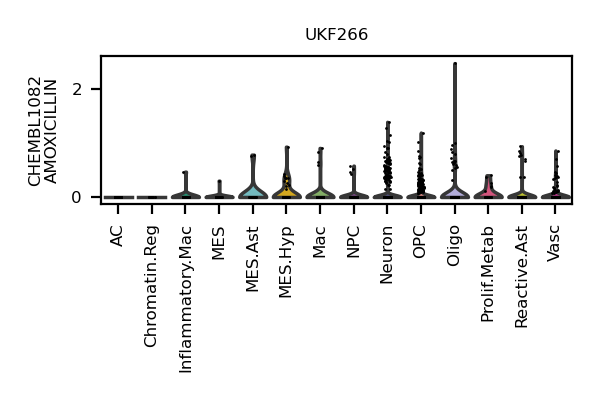 UKF266
CHEMBL1082
AMOXICILLIN
2
0
AC
Chromatin.Reg
Inflammatory.Mac
MES
MES.Ast
MES.Hyp
Mac
NPC
Neuron
OPC
Oligo
Prolif.Metab
Reactive.Ast
Vasc